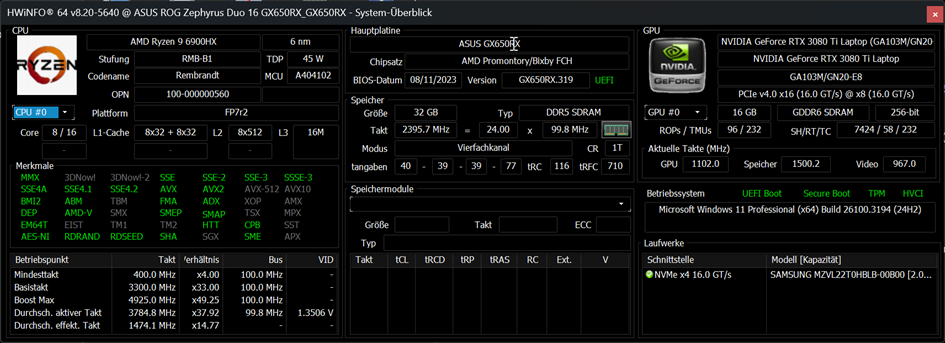 HWiNFO® 64 v8.20-5640 @ ASUS ROG Zephyrus Duo 16 GX650RX_GX650RX - System-Überblick
CPU
RYZEN
AMD Ryzen 9 6900HX 6 nm
Stufung RMB-B1 TDP 45 W
Codename Rembrandt MCU A404102
OPN 100-000000560
CPU #0 Plattform FP7r2
Core 8 / 16 L1-Cache 8x32 + 8x32 L2 8x512 L3 16M
- - - -
Merkmale
MMX 3DNow! 3DNow!-2 SSE SSE-2 SSE-3 SSSE-3
SSE4A SSE4.1 SSE4.2 AVX AVX2 AVX-512 AVX10
BMI2 ABM TBM FMA ADX XOP AMX
DEP AMD-V SMX SMEP SMAP TSX MPX
EM64T EIST TM1 TM2 HTT CPB SST
AES-NI RDRAND RDSEED SHA SGX SME APX
Betriebspunkt Takt /erhältnis Bus VID
Mindesttakt 400.0 MHz x4.00 100.0 MHz -
Basistakt 3300.0 MHz x33.00 100.0 MHz -
Boost Max 4925.0 MHz x49.25 100.0 MHz -
Durchsch. aktiver Takt 3784.8 MHz x37.92 99.8 MHz 1.3506 V
Durchsch. effekt. Takt 1474.1 MHz x14.77 - -
Hauptplatine
ASUS GX650RX
Chipsatz AMD Promontory/Bixby FCH
BIOS-Datum 08/11/2023 Version GX650RX.319 UEFI
Speicher
Größe 32 GB Typ DDR5 SDRAM
Takt 2395.7 MHz = 24.00 x 99.8 MHz
Modus Vierfachkanal CR 1T
tangaben 40 - 39 - 39 - 77 tRC 116 tRFC 710
Speichermodule
Größe Takt ECC
Typ
Takt tCL tRCD tRP tRAS RC Ext. V
GPU
NVIDIA
GEFORCE
NVIDIA GeForce RTX 3080 Ti Laptop (GA103M/GN20-
NVIDIA GeForce RTX 3080 Ti Laptop
GA103M/GN20-E8
PCIe v4.0 x16 (16.0 GT/s) @ x8 (16.0 GT/s)
GPU #0 16 GB GDDR6 SDRAM 256-bit
ROPs / TMUs 96 / 232 SH/RT/TC 7424 / 58 / 232
Aktuelle Takte (MHz)
GPU 1102.0 Speicher 1500.2 Video 967.0
Betriebssystem UEFI Boot Secure Boot TPM HVCI
Microsoft Windows 11 Professional (x64) Build 26100.3194 (24H2)
Laufwerke
Schnittstelle Modell [Kapazität]
NVMe x4 16.0 GT/s SAMSUNG MZVL22T0HBLB-00B00 [2.0...